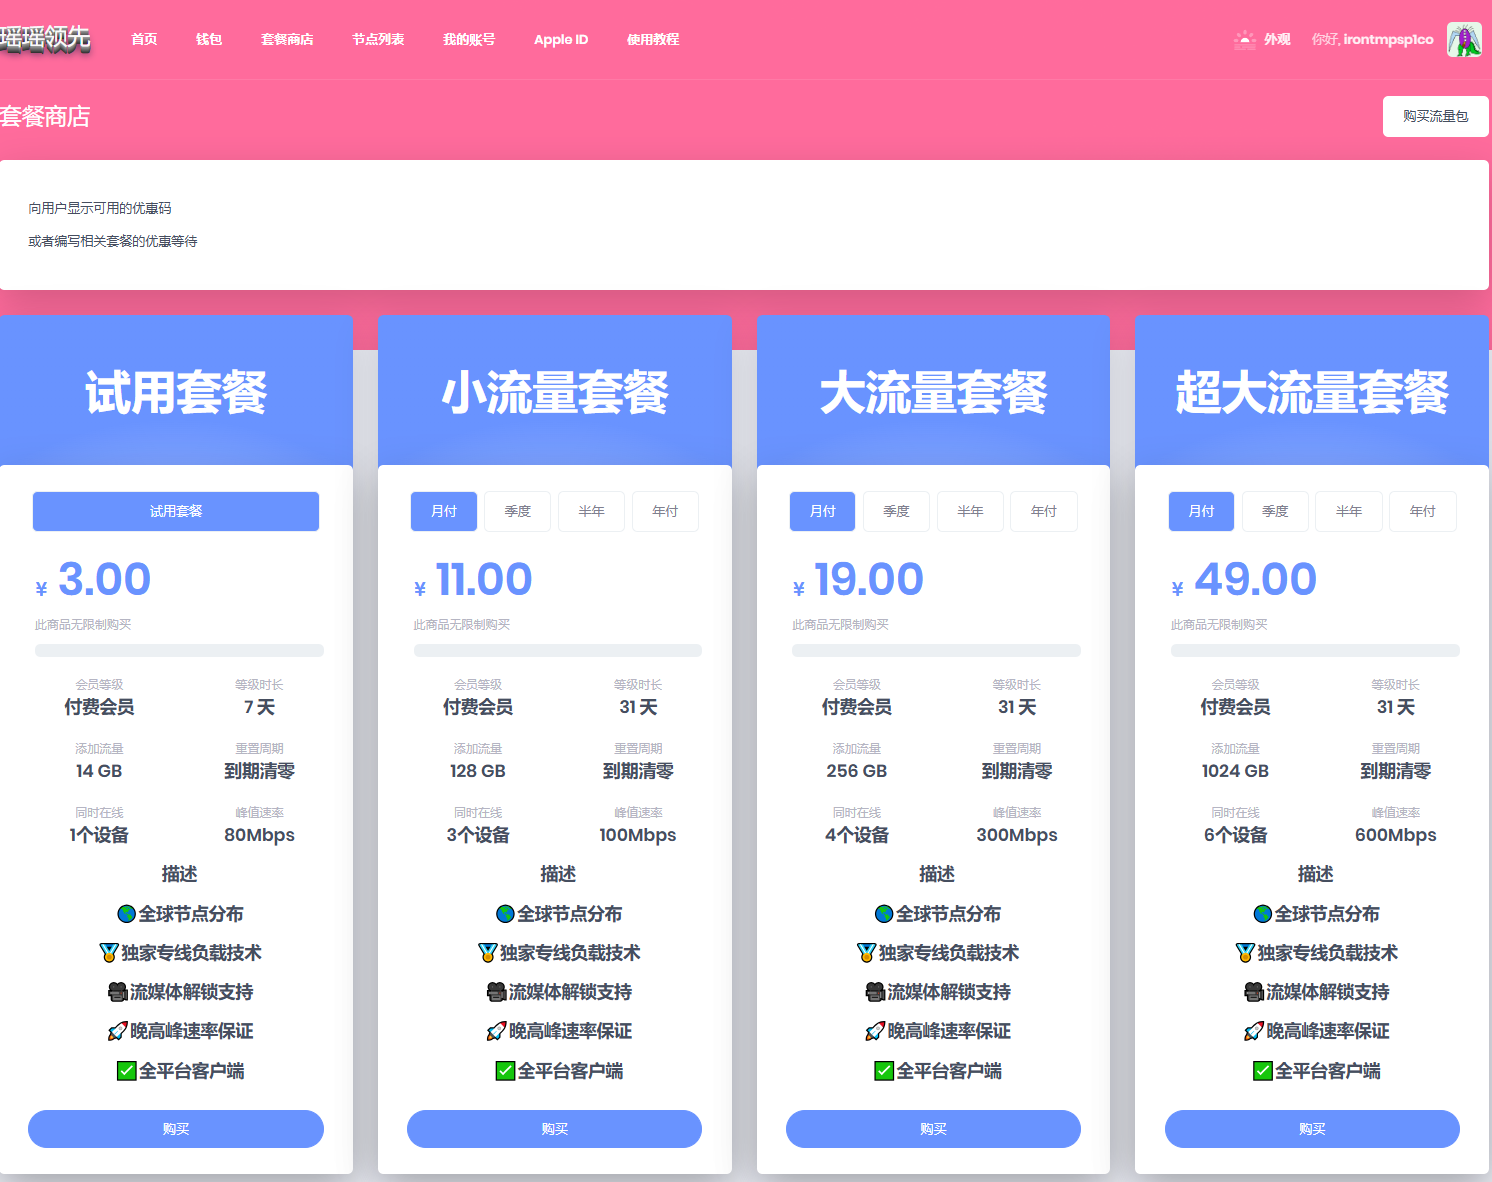 瑶瑶领先
首页 钱包 套餐商店 节点列表 我的账号 Apple ID 使用教程
外观 你好, irontmpsp1co
套餐商店
购买流量包
向用户显示可用的优惠码
或者编写相关套餐的优惠等待
试用套餐
试用套餐
¥ 3.00
此商品无限制购买
会员等级 等级时长
付费会员 7 天
添加流量 重置周期
14 GB 到期清零
同时在线 峰值速率
1个设备 80Mbps
描述
🌎全球节点分布
🏅独家专线负载技术
🎥流媒体解锁支持
🚀晚高峰速率保证
✅全平台客户端
购买
小流量套餐
月付 季度 半年 年付
¥ 11.00
此商品无限制购买
会员等级 等级时长
付费会员 31 天
添加流量 重置周期
128 GB 到期清零
同时在线 峰值速率
3个设备 100Mbps
描述
🌎全球节点分布
🏅独家专线负载技术
🎥流媒体解锁支持
🚀晚高峰速率保证
✅全平台客户端
购买
大流量套餐
月付 季度 半年 年付
¥ 19.00
此商品无限制购买
会员等级 等级时长
付费会员 31 天
添加流量 重置周期
256 GB 到期清零
同时在线 峰值速率
4个设备 300Mbps
描述
🌎全球节点分布
🏅独家专线负载技术
🎥流媒体解锁支持
🚀晚高峰速率保证
✅全平台客户端
购买
超大流量套餐
月付 季度 半年 年付
¥ 49.00
此商品无限制购买
会员等级 等级时长
付费会员 31 天
添加流量 重置周期
1024 GB 到期清零
同时在线 峰值速率
6个设备 600Mbps
描述
🌎全球节点分布
🏅独家专线负载技术
🎥流媒体解锁支持
🚀晚高峰速率保证
✅全平台客户端
购买